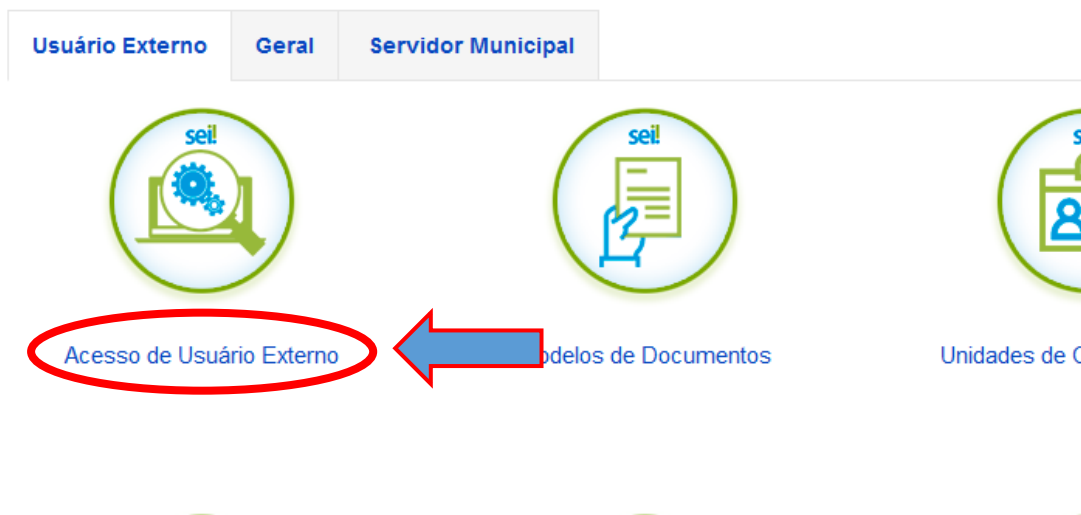 Usuário Externo Geral Servidor Municipal
sei! sei! s
Acesso de Usuário Externo odelos de Documentos Unidades de